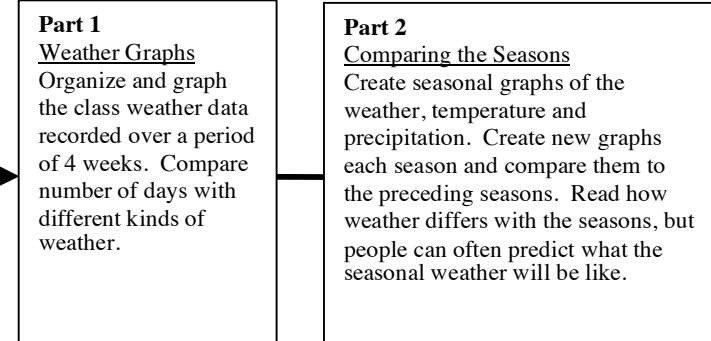 Part 1
Weather Graphs
Organize and graph
the class weather data
recorded over a period
of 4 weeks.  Compare
number of days with
different kinds of
weather.
Part 2
Comparing the Seasons
Create seasonal graphs of the
weather, temperature and
precipitation.  Create new graphs
each season and compare them to
the preceding seasons.  Read how
weather differs with the seasons, but
people can often predict what the
seasonal weather will be like.